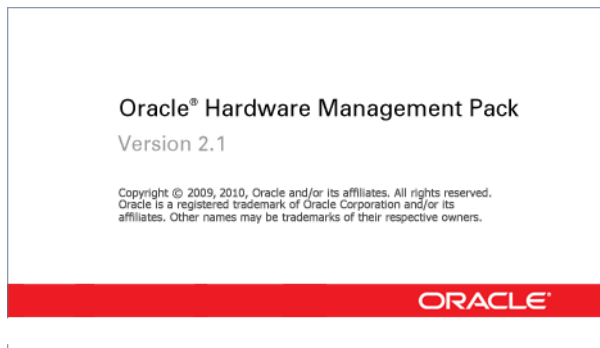 Oracle® Hardware Management Pack
Version 2.1
Copyright © 2009, 2010, Oracle and/or its affiliates. All rights reserved.
Oracle is a registered trademark of Oracle Corporation and/or its
affiliates. Other names may be trademarks of their respective owners.
ORACLE®